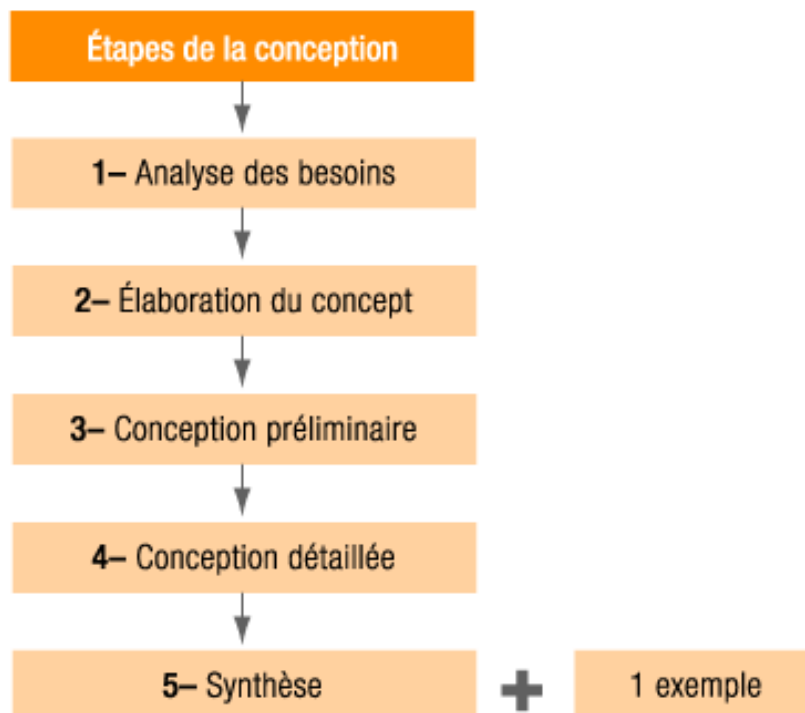 Étapes de la conception
1– Analyse des besoins
2– Élaboration du concept
3– Conception préliminaire
4– Conception détaillée
5– Synthèse + 1 exemple